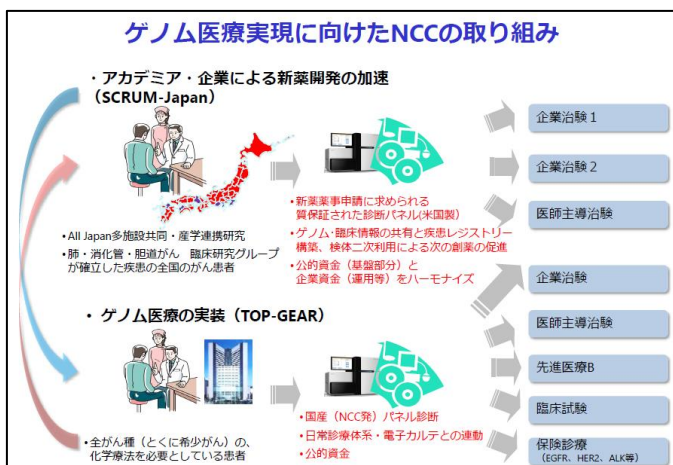 ゲノム医療実現に向けたNCCの取り組み
・アカデミア・企業による新薬開発の加速
（SCRUM-Japan）
・All Japan多施設共同・産学連携研究
・肺・消化管・胆道がん 臨床研究グループ
が確立した疾患の全国のがん患者
・新薬薬事申請に求められる
質保証された診断パネル(米国製)
・ゲノム・臨床情報の共有と疾患レジストリー
構築、検体二次利用による次の創薬の促進
・公的資金（基盤部分）と
企業資金（運用等）をハーモナイズ
企業治験１
企業治験２
医師主導治験
・ゲノム医療の実装（TOP-GEAR）
・全がん種（とくに希少がん）の、
化学療法を必要としている患者
・国産（NCC発）パネル診断
・日常診療体系・電子カルテとの連動
・公的資金
企業治験
医師主導治験
先進医療B
臨床試験
保険診療
（EGFR、HER2、ALK等）